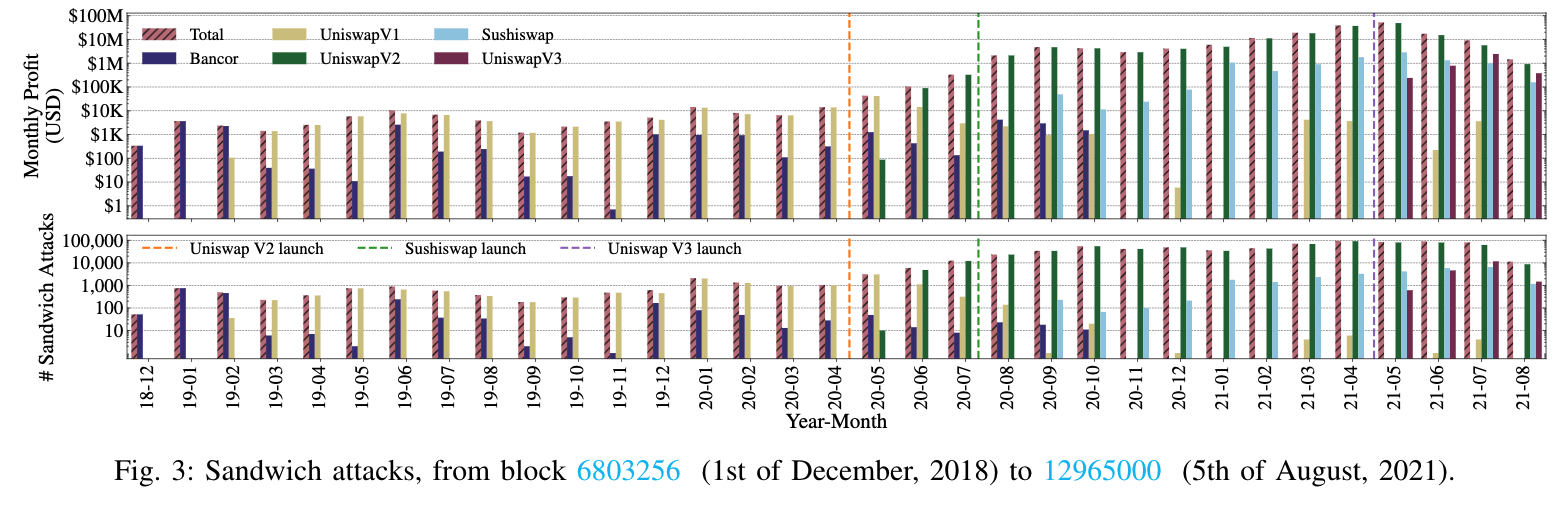 Monthly Profit
(USD)
$100M
$10M
$1M
$100K
$10K
$1K
$100
$10
$1
Total
Bancor
UniswapV1
UniswapV2
Sushiswap
UniswapV3
# Sandwich Attacks
100,000
10,000
1,000
100
10
Uniswap V2 launch
Sushiswap launch
Uniswap V3 launch
18-12
19-01
19-02
19-03
19-04
19-05
19-06
19-07
19-08
19-09
19-10
19-11
19-12
20-01
20-02
20-03
20-04
20-05
20-06
20-07
20-08
20-09
20-10
20-11
20-12
21-01
21-02
21-03
21-04
21-05
21-06
21-07
21-08
Year-Month
Fig. 3: Sandwich attacks, from block 6803256 (1st of December, 2018) to 12965000 (5th of August, 2021).